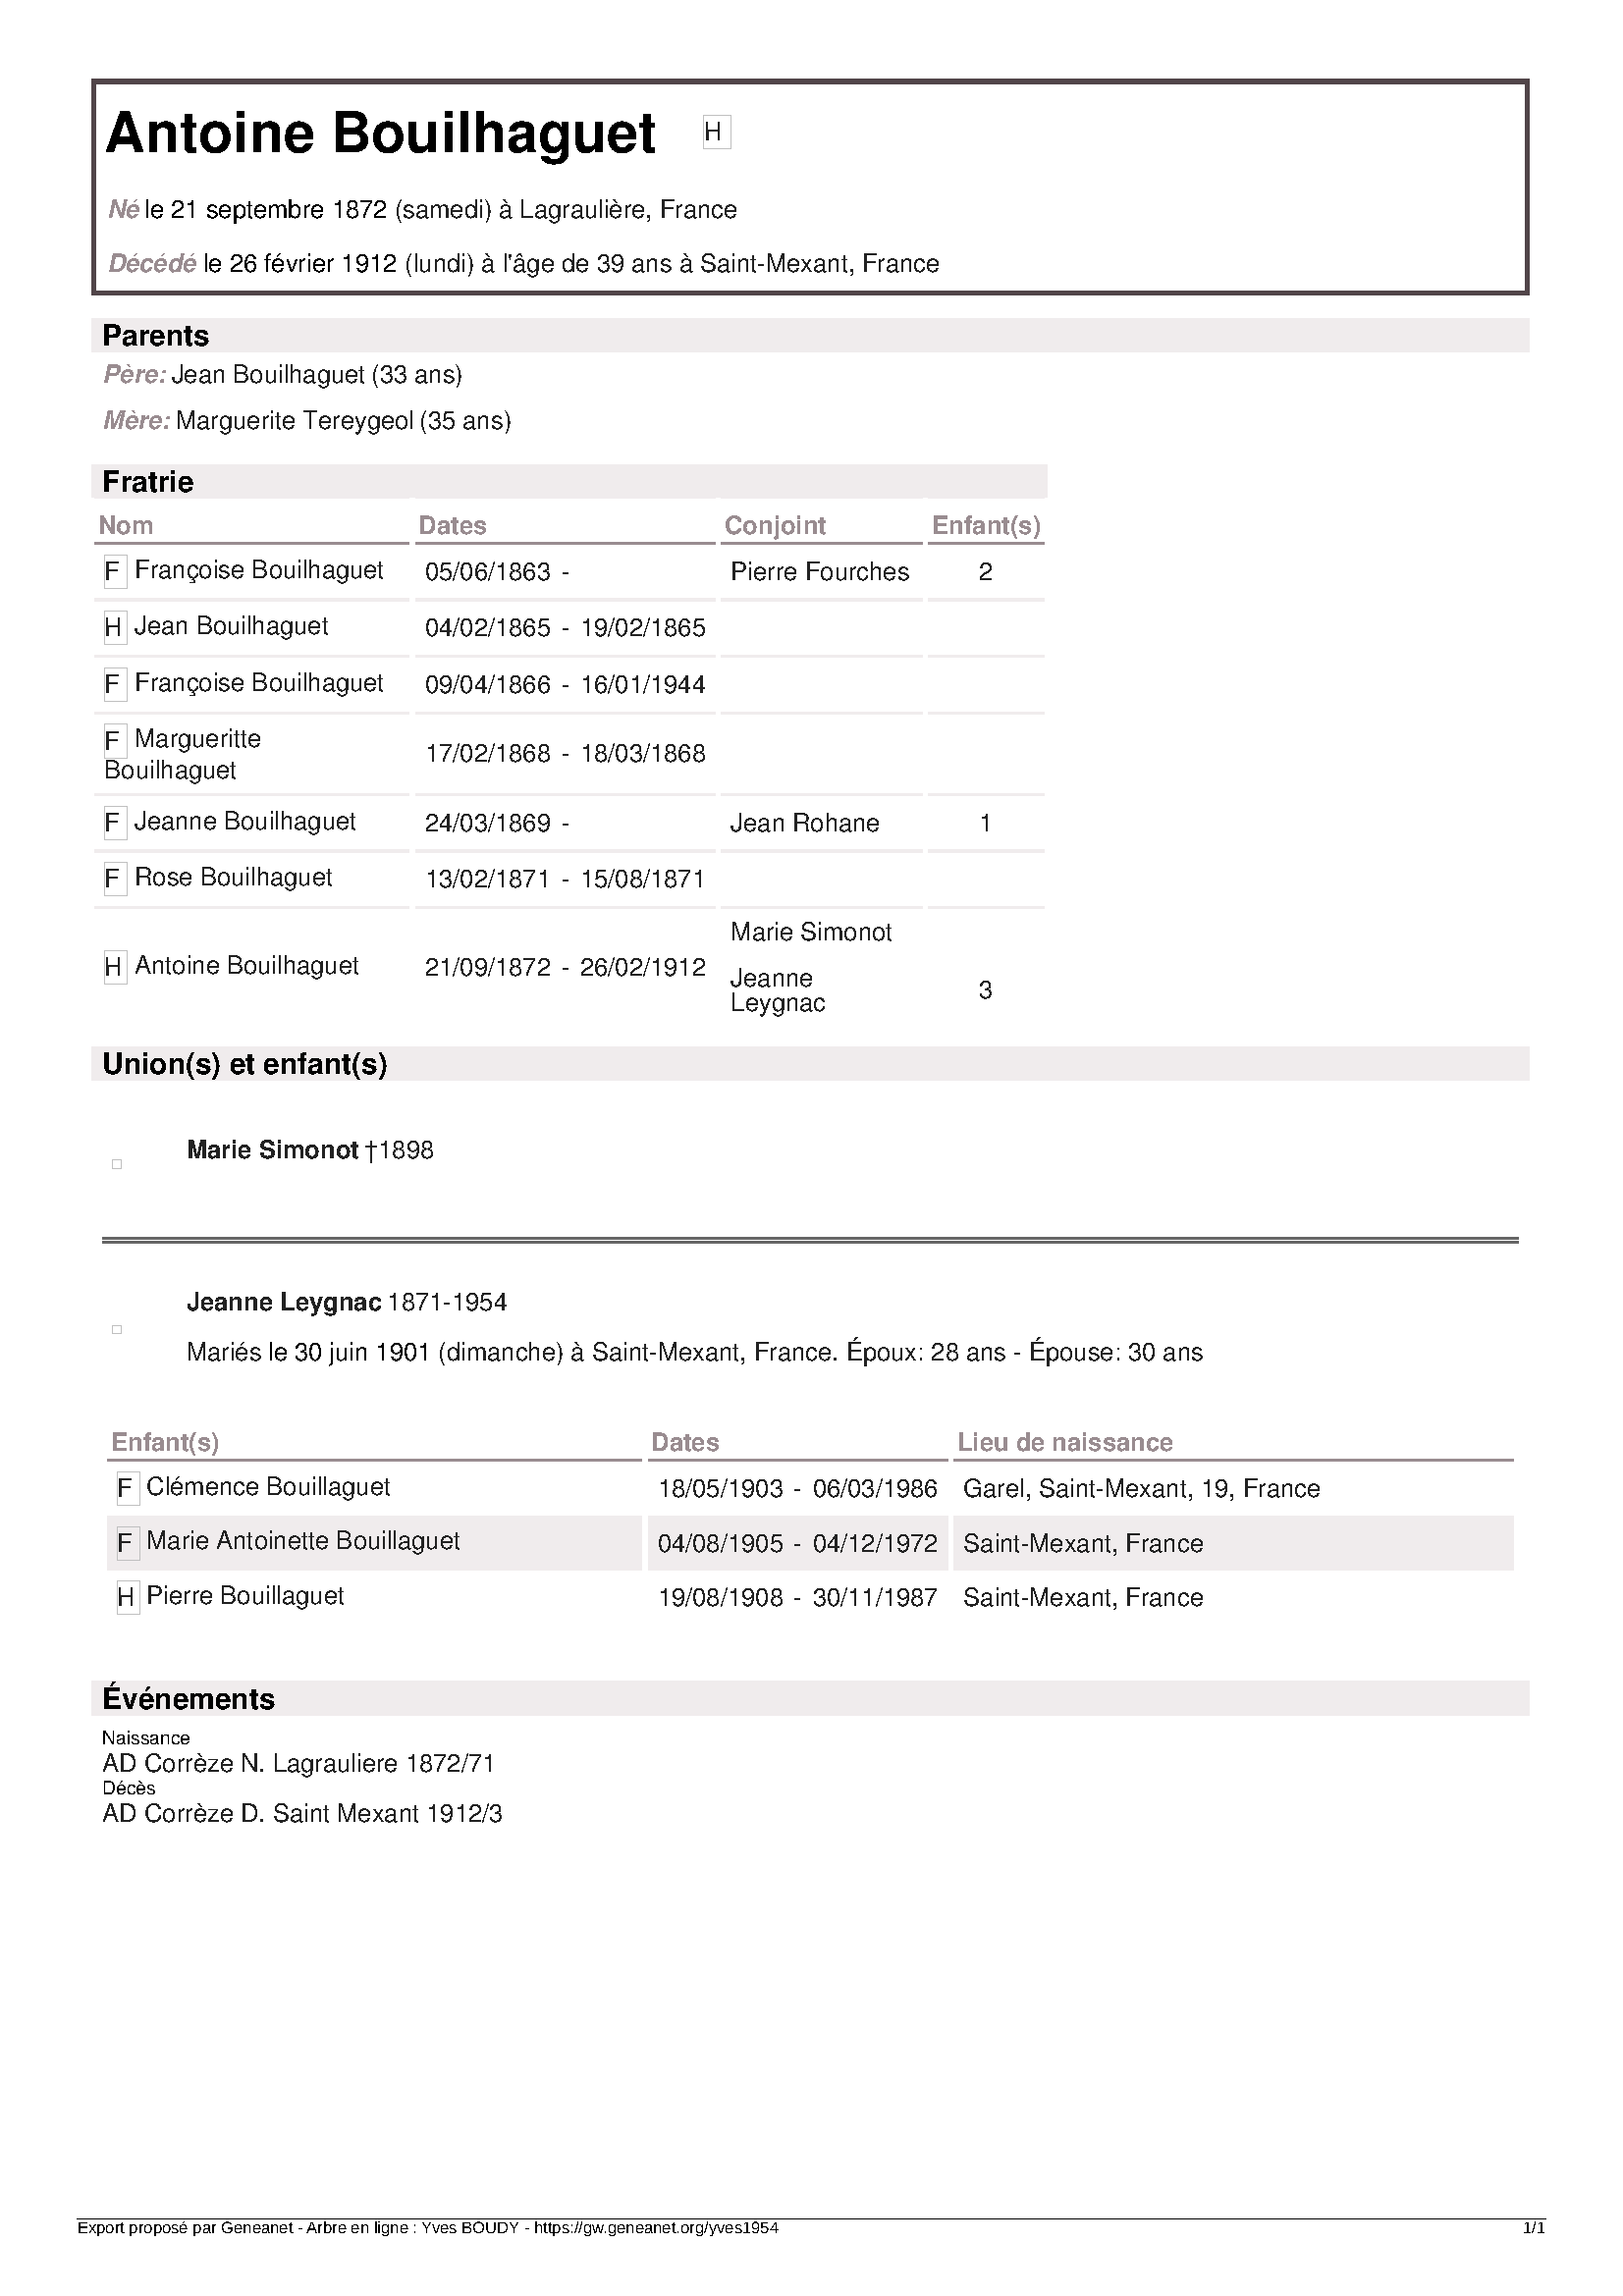 Antoine Bouilhaguet H
Né le 21 septembre 1872 (samedi) à Lagraulière, France
Décédé le 26 février 1912 (lundi) à l'âge de 39 ans à Saint-Mexant, France
Parents
Père: Jean Bouilhaguet (33 ans)
Mère: Marguerite Tereygeol (35 ans)
Fratrie
Nom Dates Conjoint Enfant(s)
F Françoise Bouilhaguet 05/06/1863 - Pierre Fourches 2
H Jean Bouilhaguet 04/02/1865 - 19/02/1865
F Françoise Bouilhaguet 09/04/1866 - 16/01/1944
F Margueritte
Bouilhaguet 17/02/1868 - 18/03/1868
F Jeanne Bouilhaguet 24/03/1869 - Jean Rohane 1
F Rose Bouilhaguet 13/02/1871 - 15/08/1871
H Antoine Bouilhaguet 21/09/1872 - 26/02/1912 Marie Simonot
Jeanne
Leygnac 3
Union(s) et enfant(s)
Marie Simonot †1898
Jeanne Leygnac 1871-1954
Mariés le 30 juin 1901 (dimanche) à Saint-Mexant, France. Époux: 28 ans - Épouse: 30 ans
Enfant(s) Dates Lieu de naissance
F Clémence Bouillaguet 18/05/1903 - 06/03/1986 Garel, Saint-Mexant, 19, France
F Marie Antoinette Bouillaguet 04/08/1905 - 04/12/1972 Saint-Mexant, France
H Pierre Bouillaguet 19/08/1908 - 30/11/1987 Saint-Mexant, France
Événements
Naissance
AD Corrèze N. Lagrauliere 1872/71
Décès
AD Corrèze D. Saint Mexant 1912/3
Export proposé par Geneanet - Arbre en ligne : Yves BOUDY - https://gw.geneanet.org/yves1954 1/1